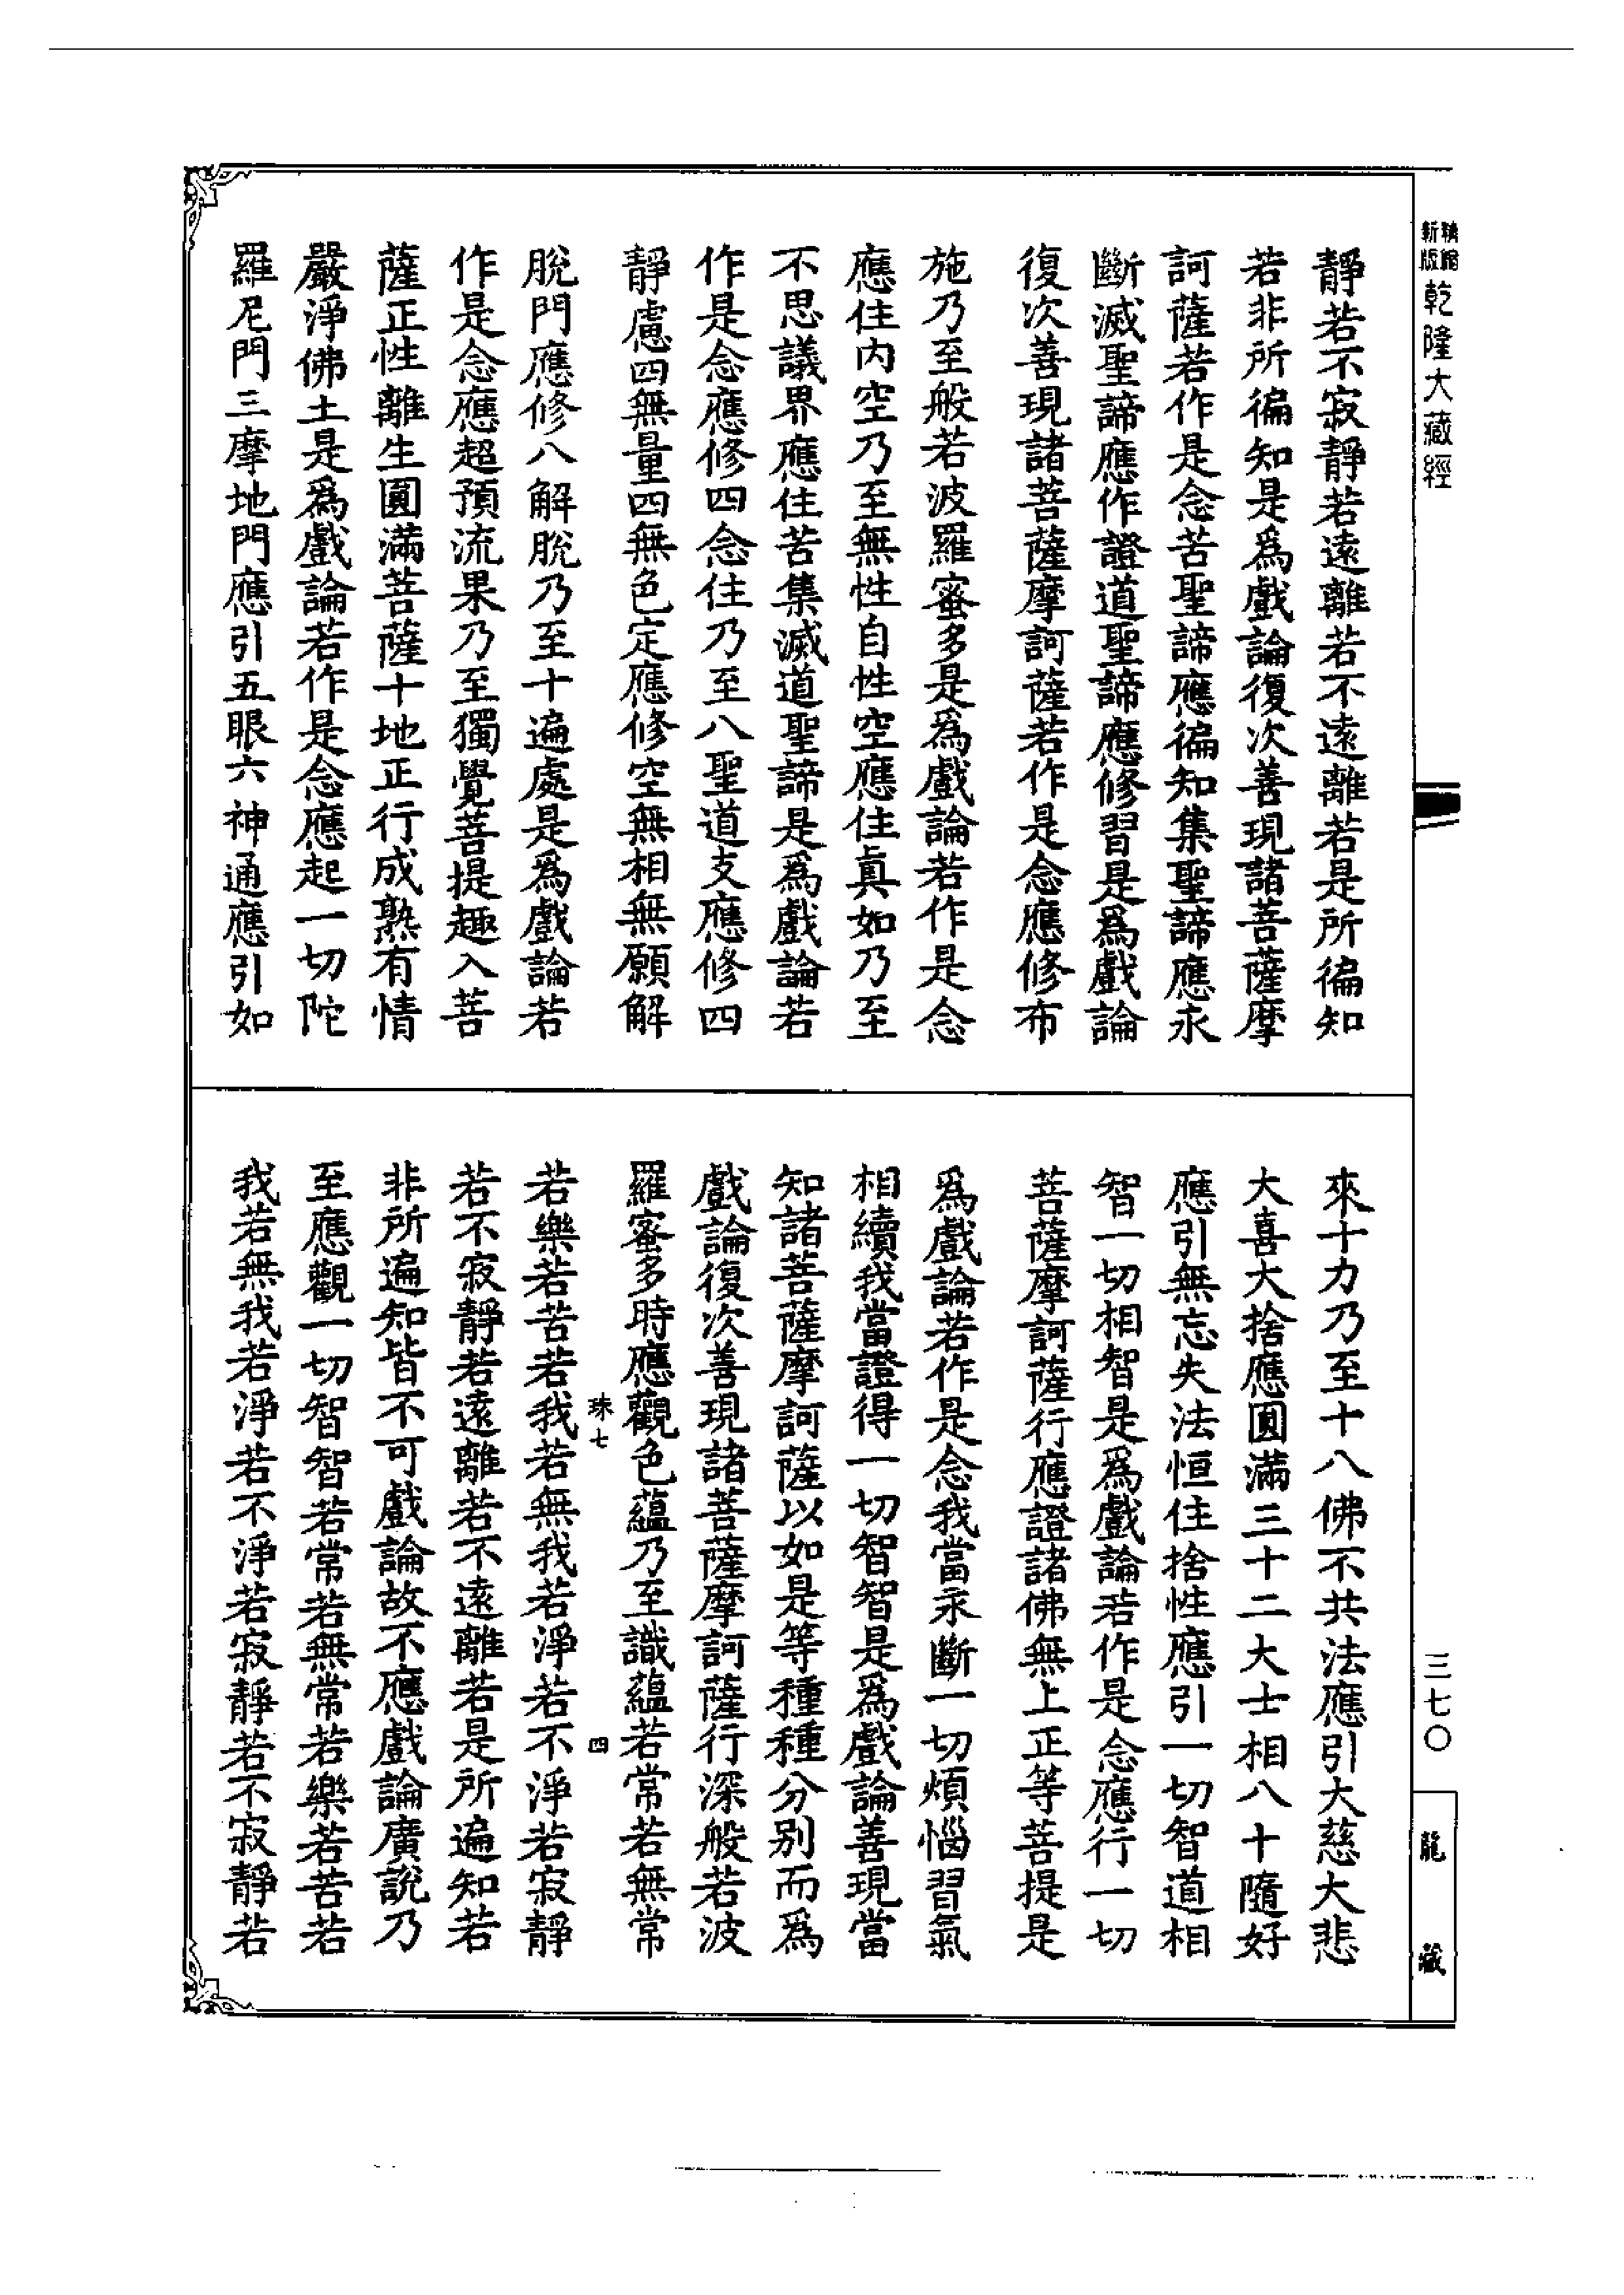 精縮新版乾隆大藏經
靜若不寂靜若遠離若不遠離若是所徧知
若非所徧知是爲戲論復次善現諸菩薩摩
訶薩若作是念苦聖諦應徧知集聖諦應永
斷滅聖諦應作證道聖諦應修習是爲戲論
復次善現諸菩薩摩訶薩若作是念應修布
施乃至般若波羅蜜多是爲戲論若作是念
應住內空乃至無性自性空應住真如乃至
不思議界應住苦集滅道聖諦是爲戲論若
作是念應修四念住乃至八聖道支應修四
靜慮四無量四無色定應修空無相無願解
脫門應修八解脫乃至十遍處是爲戲論若
作是念應超預流果乃至獨覺菩提趣入菩
薩正性離生圓滿菩薩十地正行成熟有情
嚴淨佛土是爲戲論若作是念應起一切陀
羅尼門三摩地門應引五眼六神通應引如
來十力乃至十八佛不共法應引大慈大悲
大喜大捨應圓滿三十二大士相八十隨好
應引無忘失法恒住捨性應引一切智道相
智一切相智是爲戲論若作是念應行一切
菩薩摩訶薩行應證諸佛無上正等菩提是
爲戲論若作是念我當永斷一切煩惱習氣
相續我當證得一切智智是爲戲論善現當
知諸菩薩摩訶薩以如是等種種分別而爲
戲論復次善現諸菩薩摩訶薩行深般若波
羅蜜多時應觀色蘊乃至識蘊若常若無常
珠七 四
若樂若苦若我若無我若淨若不淨若寂靜
若不寂靜若遠離若不遠離若是所遍知若
非所遍知皆不可戲論故不應戲論廣說乃
至應觀一切智智若常若無常若樂若苦若
我若無我若淨若不淨若寂靜若不寂靜若
三七〇
龍藏